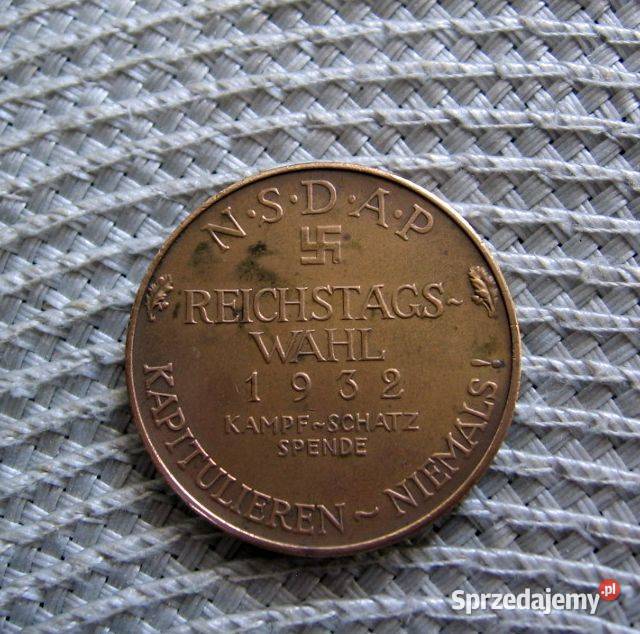 N·S·D·A·P
REICHSTAGS~
WAHL
1932
KAMPF~SCHATZ
SPENDE
KAPITULIEREN ~ NIEMALS!
Sprzedajemy.pl